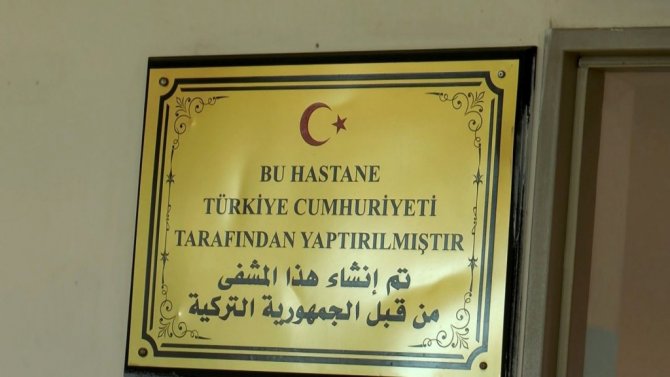 BU HASTANE
TÜRKİYE CUMHURİYETİ
TARAFINDAN YAPTIRILMIŞTIR
تم إنشاء هذا المشفى
من قبل الجمهورية التركية